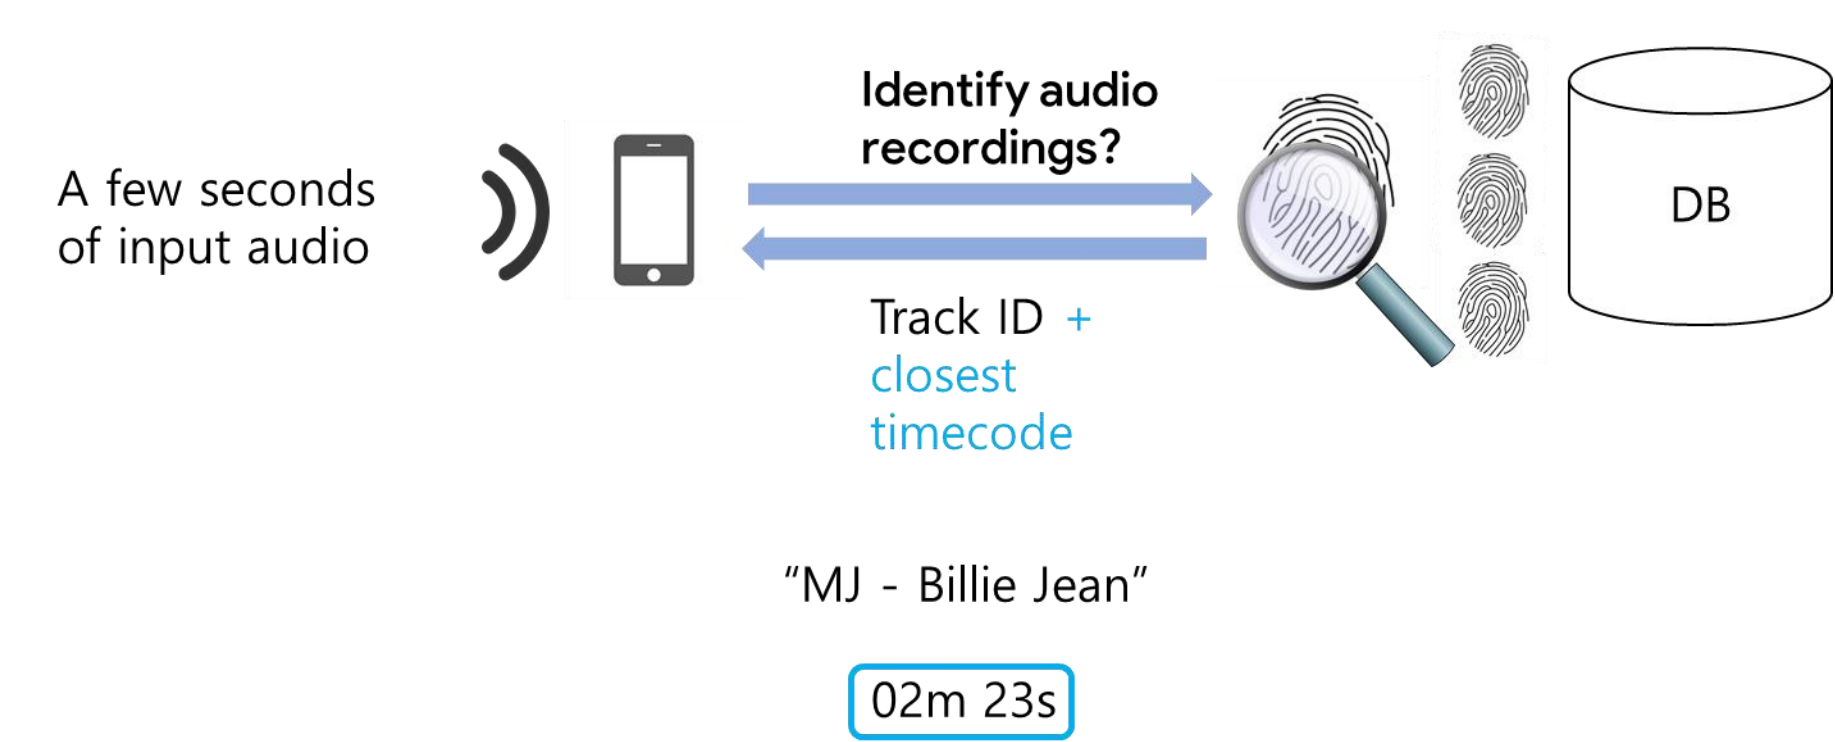 A few seconds
of input audio
Identify audio
recordings?
Track ID +
closest
timecode
DB
“MJ - Billie Jean”
02m 23s